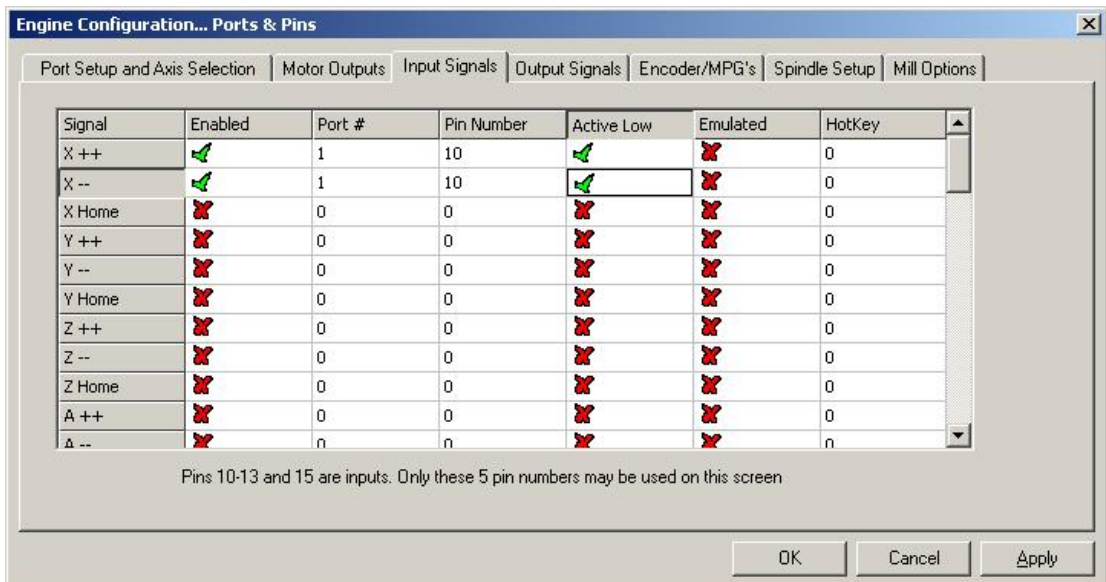 Engine Configuration... Ports & Pins
Port Setup and Axis Selection Motor Outputs Input Signals Output Signals Encoder/MPG's Spindle Setup Mill Options
Signal Enabled Port # Pin Number Active Low Emulated HotKey
X ++ 1 10 0
X -- 1 10 0
X Home 0 0 0
Y ++ 0 0 0
Y -- 0 0 0
Y Home 0 0 0
Z ++ 0 0 0
Z -- 0 0 0
Z Home 0 0 0
A ++ 0 0 0
A -- 0 0 0
Pins 10-13 and 15 are inputs. Only these 5 pin numbers may be used on this screen
OK Cancel Apply